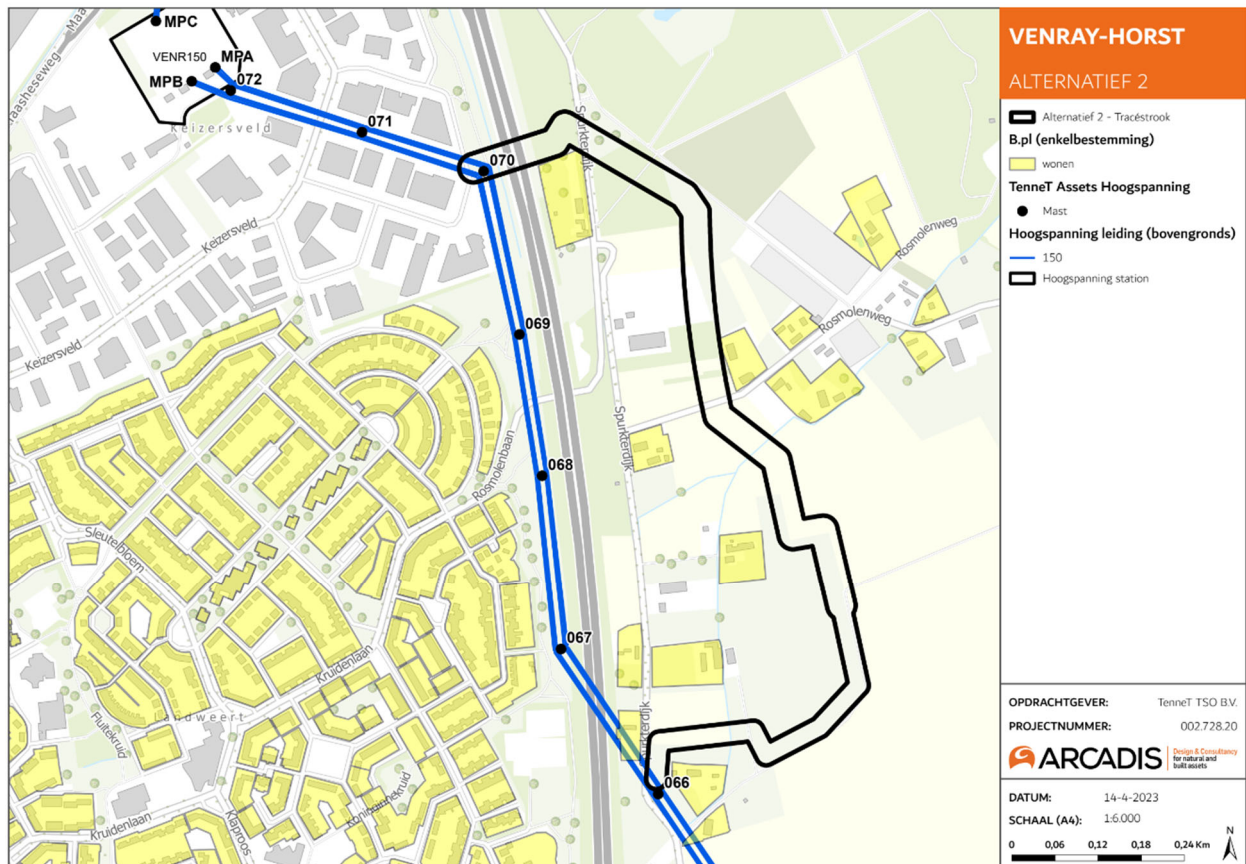 MPC
VENR150
MPA
MPB
072
Keizersveld
Maasheseweg
071
070
Spurkterdijk
Keizersveld
Rosmolenweg
Rosmolenweg
069
Keizersveld
Spurkterdijk
068
Rosmolenbaan
Sleutelbloem
067
Kruidenlaan
Landweert
Fluitekruid
066
Koninginnekruid
Kruidenlaan
Klaproos
VENRAY-HORST
ALTERNATIEF 2
Alternatief 2 - Tracéstrook
B.pl (enkelbestemming)
wonen
TenneT Assets Hoogspanning
Mast
Hoogspanning leiding (bovengronds)
150
Hoogspanning station
OPDRACHTGEVER: TenneT TSO B.V.
PROJECTNUMMER: 002.728.20
ARCADIS
Design & Consultancy
for natural and
built assets
DATUM: 14-4-2023
SCHAAL (A4): 1:6.000
N
0 0,06 0,12 0,18 0,24 Km